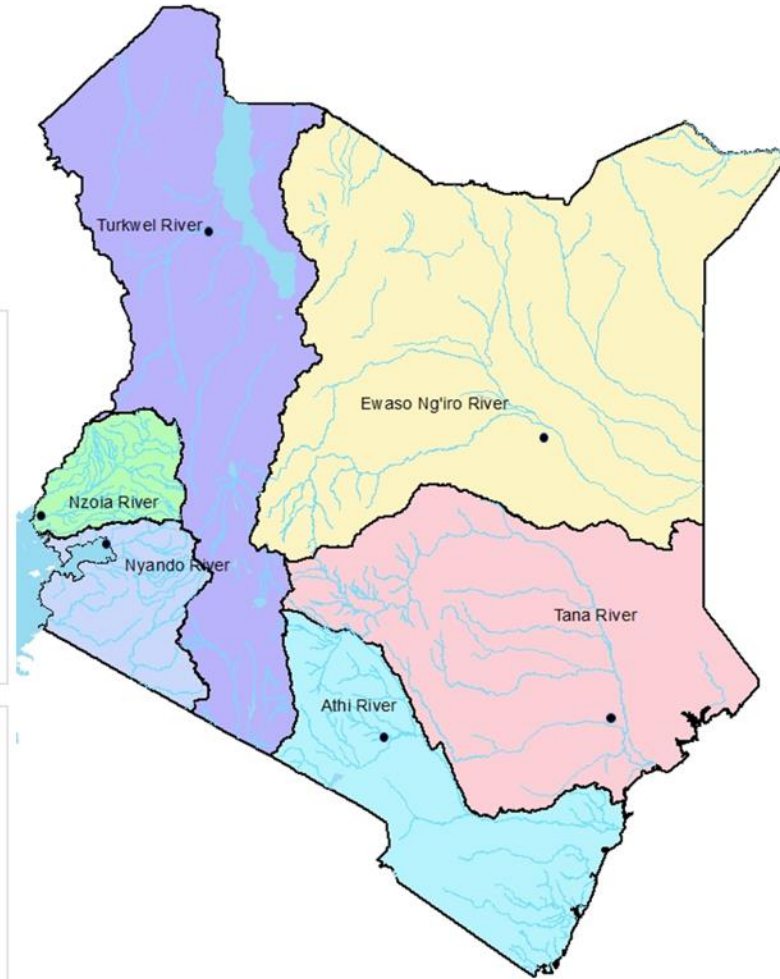 Turkwel River
Ewaso Ng'iro River
Nzoia River
Nyando River
Tana River
Athi River